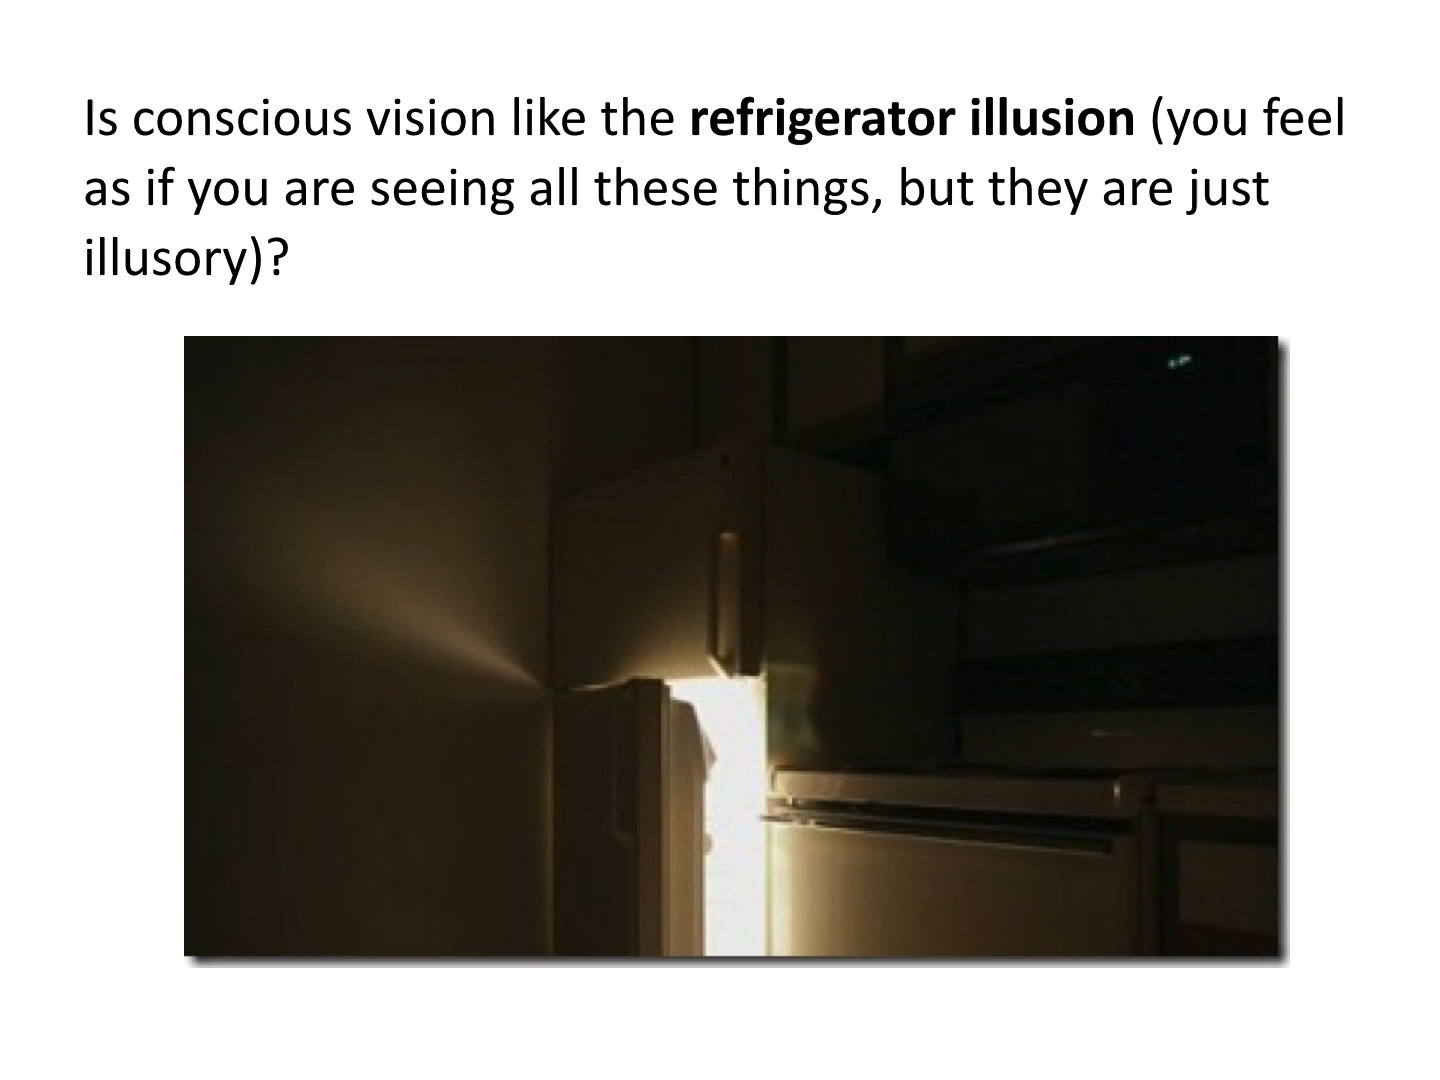 Is conscious vision like the refrigerator illusion (you feel
as if you are seeing all these things, but they are just
illusory)?